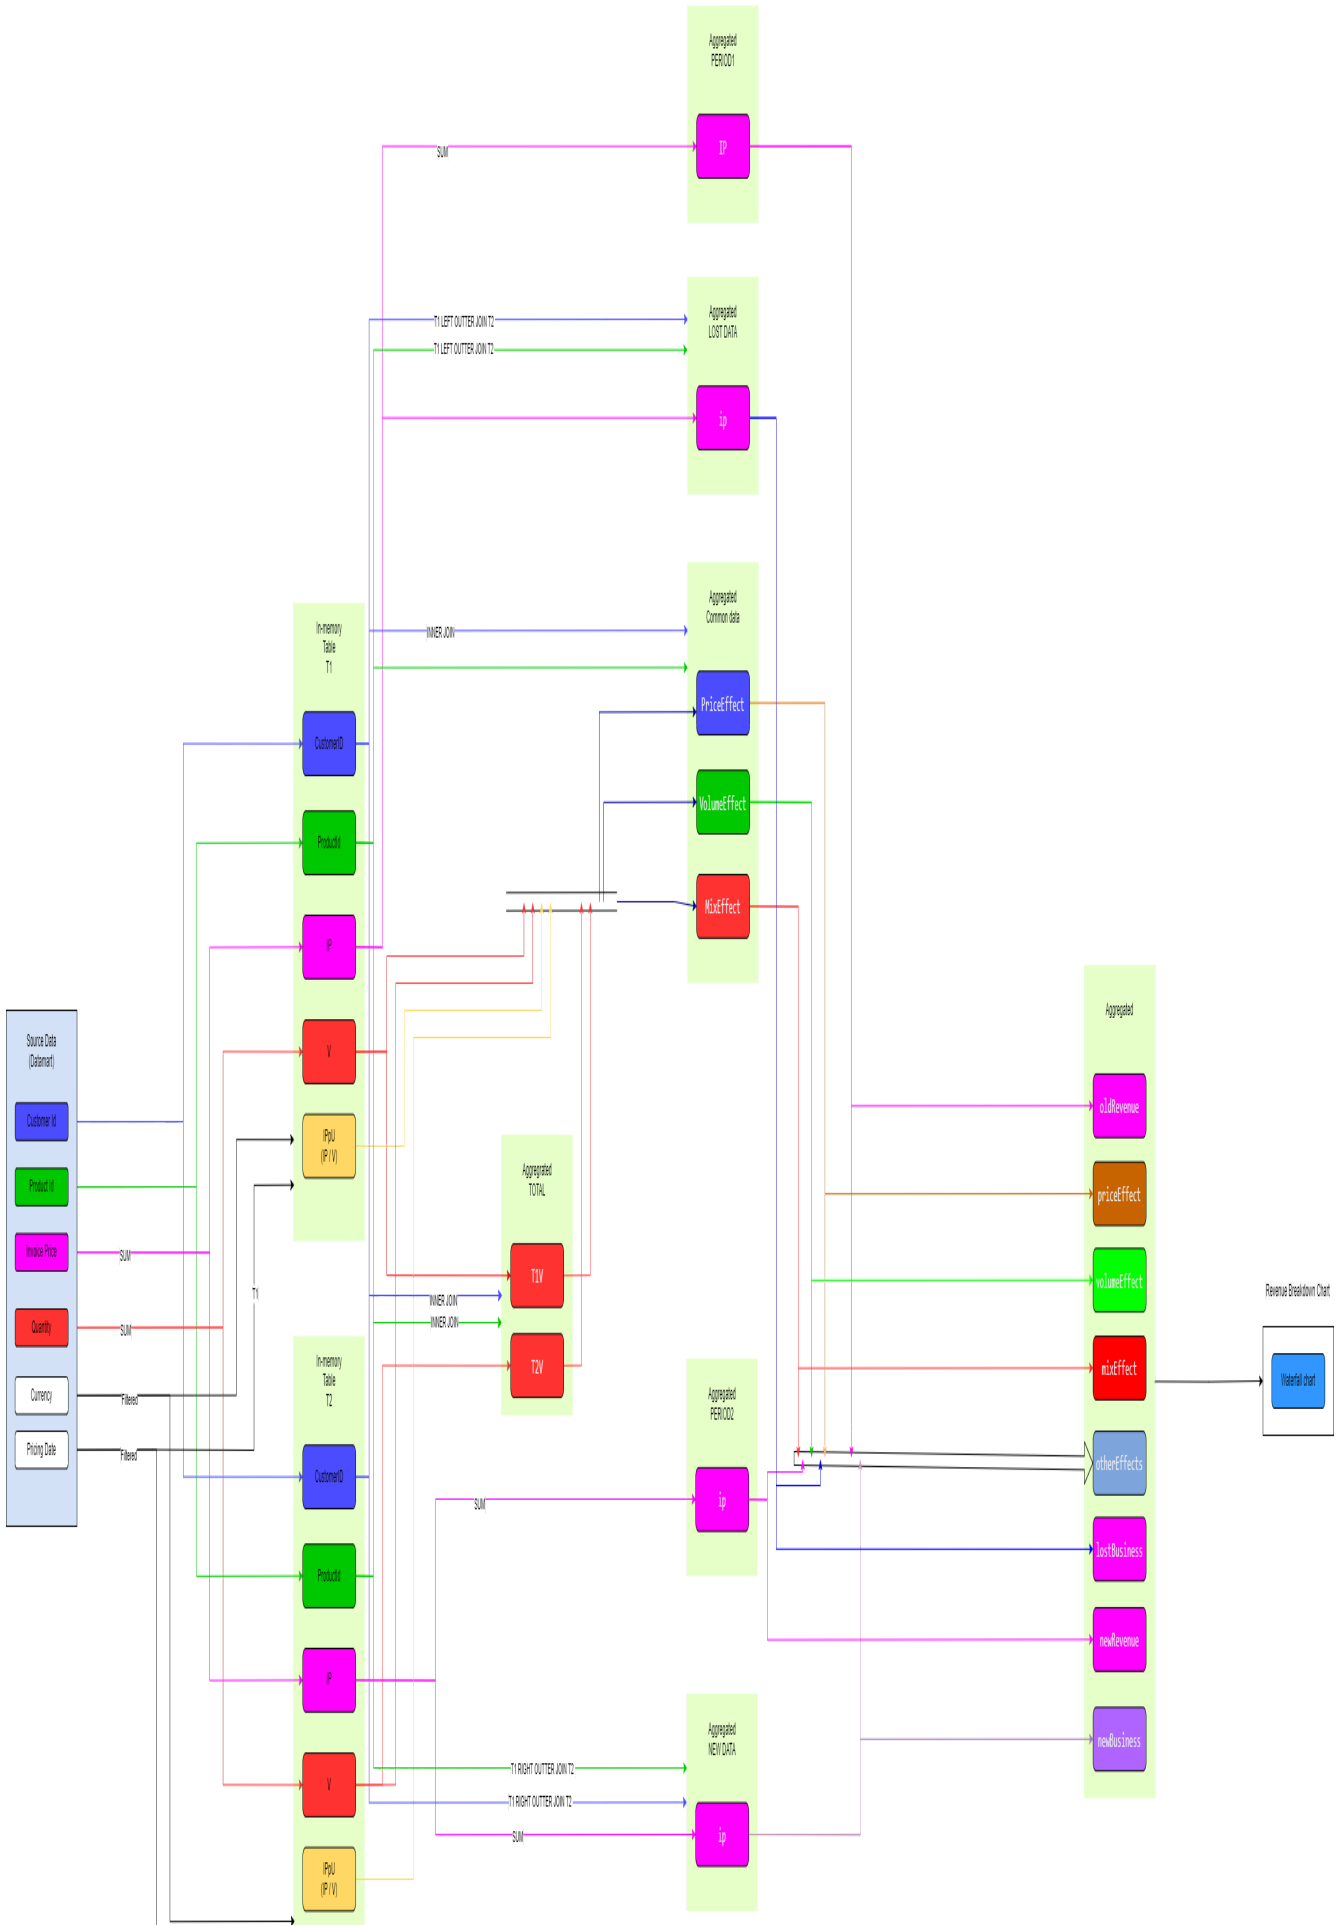 Aggregated
PERIOD1
IP
SUM
T1 LEFT OUTTER JOIN T2
T1 LEFT OUTTER JOIN T2
Aggregated
LOST DATA
ip
INNER JOIN
Aggregated
Common data
PriceEffect
VolumeEffect
MixEffect
In-memory
Table
T1
CustomerID
ProductId
IP
V
IPpU
(IP / V)
Source Data
(Datamart)
Customer Id
Product Id
Invoice Price
SUM
Quantity
SUM
Currency
Filtered
Pricing Date
Filtered
T1
Aggregrated
TOTAL
T1V
INNER JOIN
INNER JOIN
T2V
In-memory
Table
T2
CustomerID
ProductId
IP
V
IPpU
(IP / V)
Aggregated
PERIOD2
ip
SUM
Aggregated
NEW DATA
T1 RIGHT OUTTER JOIN T2
T1 RIGHT OUTTER JOIN T2
SUM
ip
Aggregated
oldRevenue
priceEffect
volumeEffect
mixEffect
otherEffects
lostBusiness
newRevenue
newBusiness
Revenue Breakdown Chart
Waterfall chart